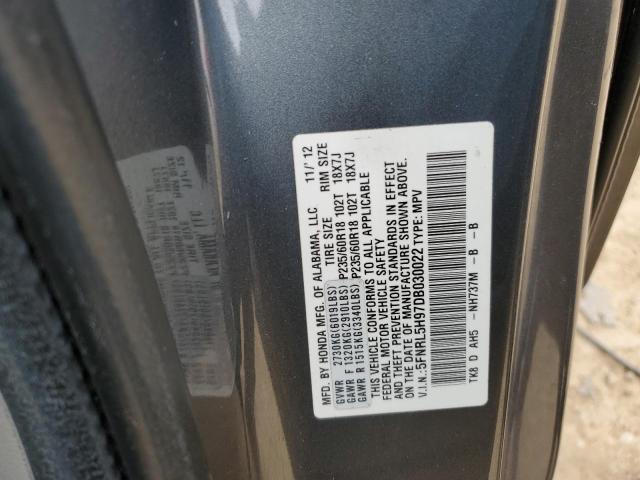 MFD. BY HONDA MFG. OF ALABAMA, LLC 11/'12
TIRE SIZE RIM SIZE
GVWR 2730KG(6019LBS)
GAWR F 1320KG(2910LBS) P235/60R18 102T 18X7J
GAWR R 1515KG(3340LBS) P235/60R18 102T 18X7J
THIS VEHICLE CONFORMS TO ALL APPLICABLE
FEDERAL MOTOR VEHICLE SAFETY
AND THEFT PREVENTION STANDARDS IN EFFECT
ON THE DATE OF MANUFACTURE SHOWN ABOVE.
V.I.N.: 5FNRL5H97DB030022 TYPE: MPV
TK8 D AH5 -NH737M -B -B